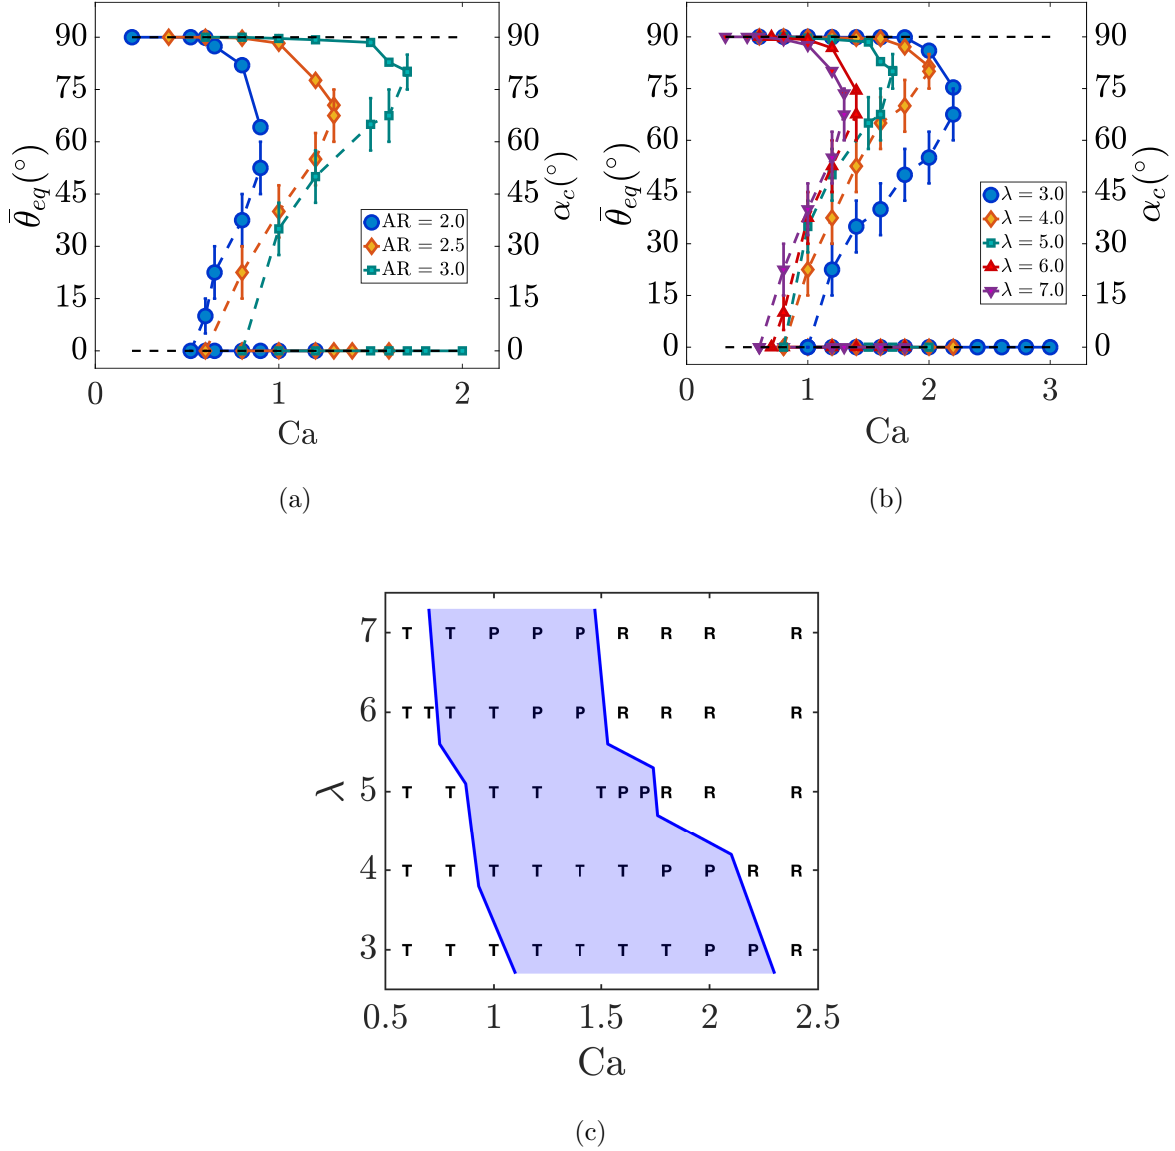 90
75
60
45
30
15
0
θ̄eq(°)
90
75
60
45
30
15
0
αc(°)
AR = 2.0
AR = 2.5
AR = 3.0
0 1 2
Ca
(a)
90
75
60
45
30
15
0
θ̄eq(°)
90
75
60
45
30
15
0
αc(°)
λ = 3.0
λ = 4.0
λ = 5.0
λ = 6.0
λ = 7.0
0 1 2 3
Ca
(b)
7 T T P P P R R R R
6 T T T T P P R R R R
λ
5 T T T T T P P R R R
4 T T T T T T P P R R
3 T T T T T T T P P R
0.5 1 1.5 2 2.5
Ca
(c)